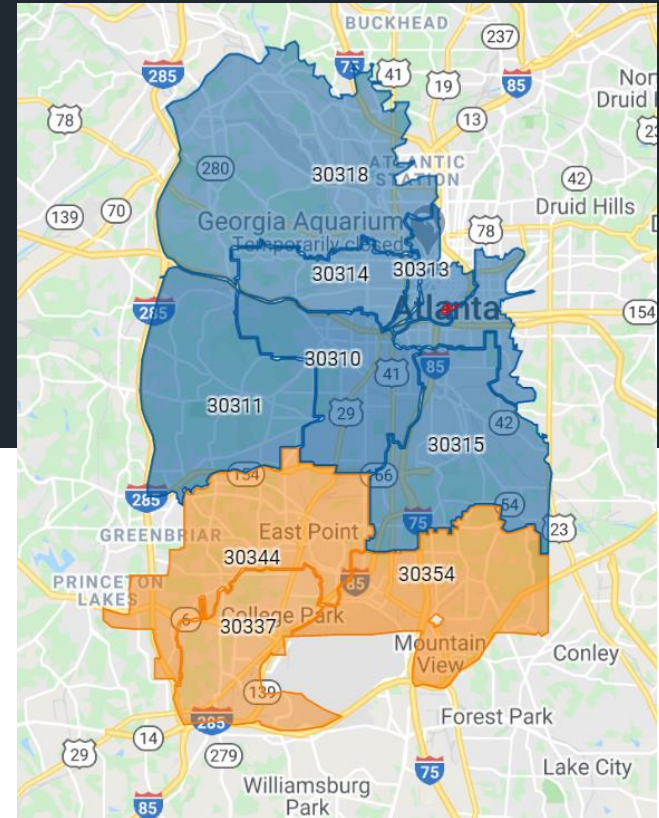 BUCKHEAD
237
285
75
41
19
85
Druid
78
13
23
280
30318
ATLANTIC
STATION
42
139
70
Druid Hills
Georgia Aquarium
78
Temporarily closed
30314
30313
285
Atlanta
154
30310
85
41
30311
29
42
30315
154
166
285
54
75
23
GREENBRIAR
East Point
30344
30354
PRINCETON
LAKES
85
6
College Park
30337
Mountain
View
Conley
139
285
Forest Park
14
29
279
75
Lake City
Williamsburg
Park
85